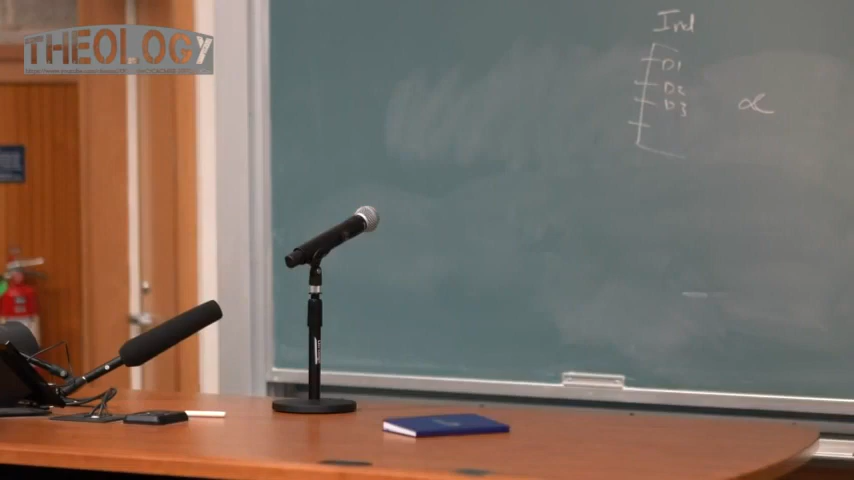 THEOLOGY
Ind
D1
D2
D3
α